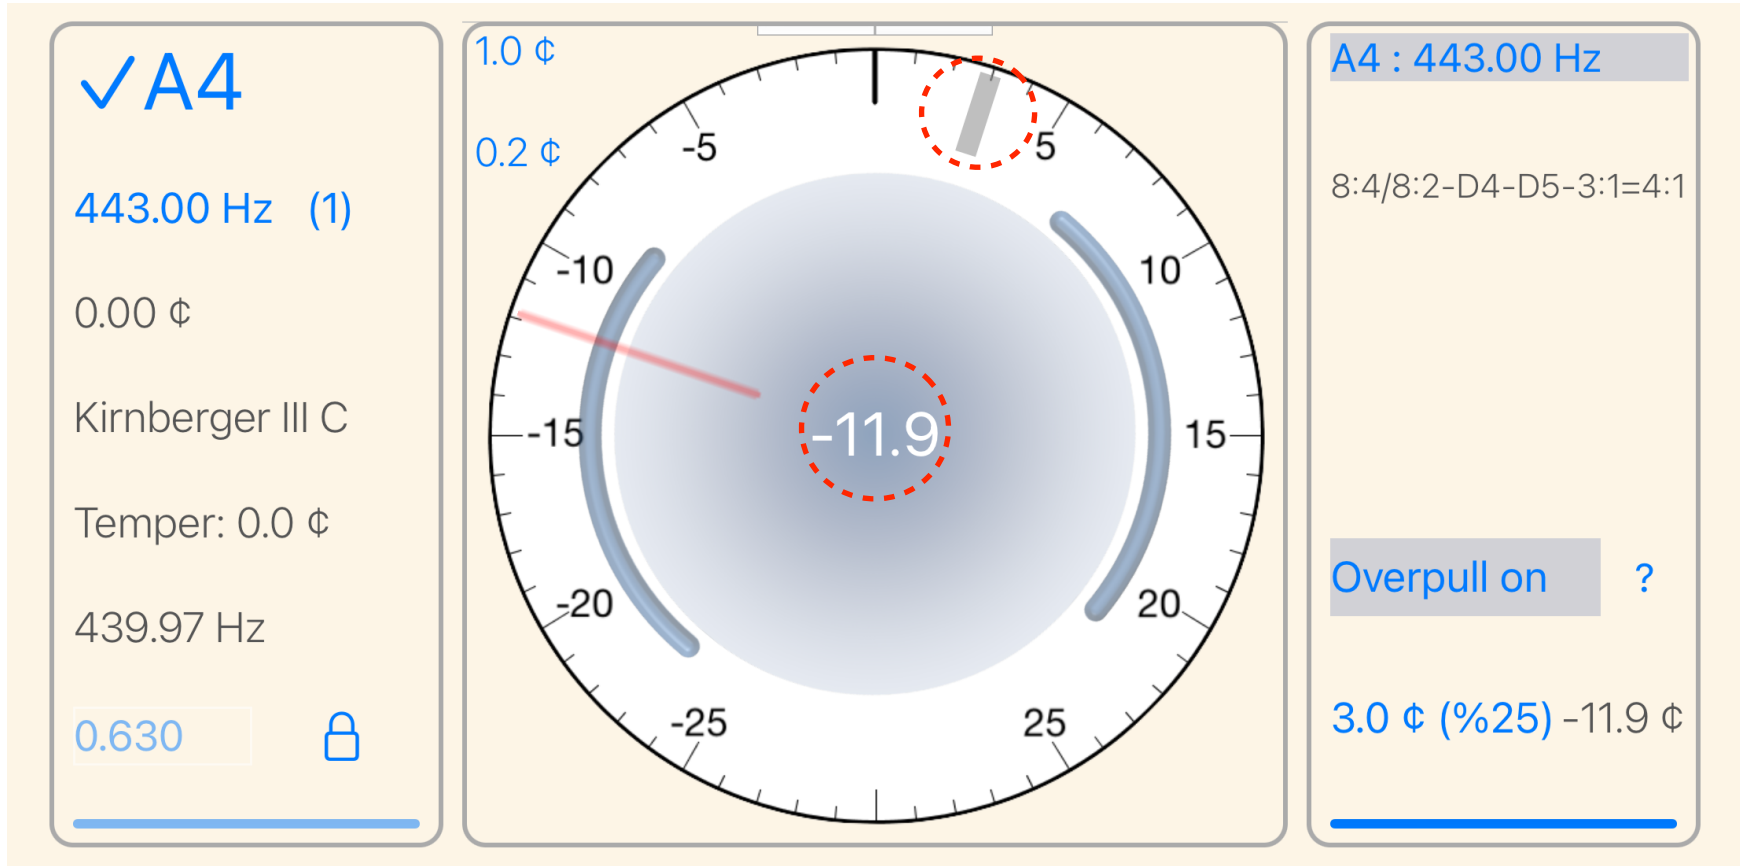 ✓A4
443.00 Hz (1)
0.00 ¢
Kirnberger III C
Temper: 0.0 ¢
439.97 Hz
0.630
1.0 ¢
0.2 ¢
-5
5
-10
10
-15
-11.9
15
-20
20
-25
25
A4 : 443.00 Hz
8:4/8:2-D4-D5-3:1=4:1
Overpull on ?
3.0 ¢ (%25) -11.9 ¢